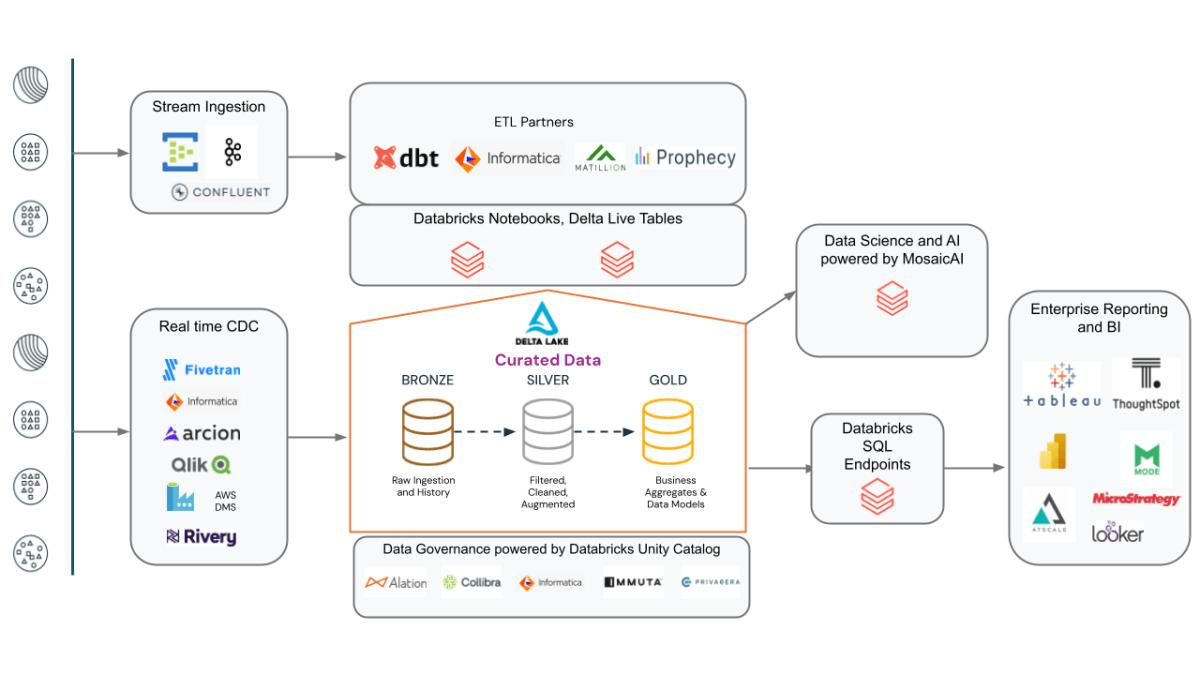 Stream Ingestion
CONFLUENT
ETL Partners
dbt
Informatica
MATILLION
Prophecy
Databricks Notebooks, Delta Live Tables
Real time CDC
Fivetran
Informatica
arcion
Qlik
AWS
DMS
Rivery
DELTA LAKE
Curated Data
BRONZE
SILVER
GOLD
Raw Ingestion
and History
Filtered,
Cleaned,
Augmented
Business
Aggregates &
Data Models
Data Governance powered by Databricks Unity Catalog
Alation
Collibra
Informatica
IMMUTA
PRIVACERA
Data Science and AI
powered by MosaicAI
Databricks
SQL
Endpoints
Enterprise Reporting
and BI
tableau
T.
ThoughtSpot
MODE
ATSCALE
MicroStrategy
looker